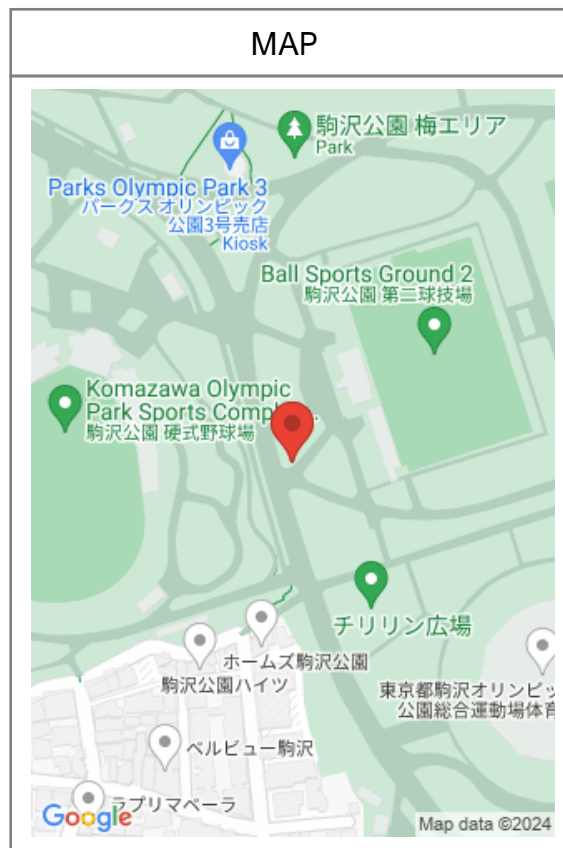 MAP
駒沢公園 梅エリア
Park
Parks Olympic Park 3
パークス オリンピック
公園3号売店
Kiosk
Ball Sports Ground 2
駒沢公園 第二球技場
Komazawa Olympic
Park Sports Compl...
駒沢公園 硬式野球場
チリリン広場
ホームズ駒沢公園
駒沢公園ハイツ
東京都駒沢オリンピッ
公園総合運動場体育
ベルビュー駒沢
ラプリマベーラ
Google
Map data ©2024